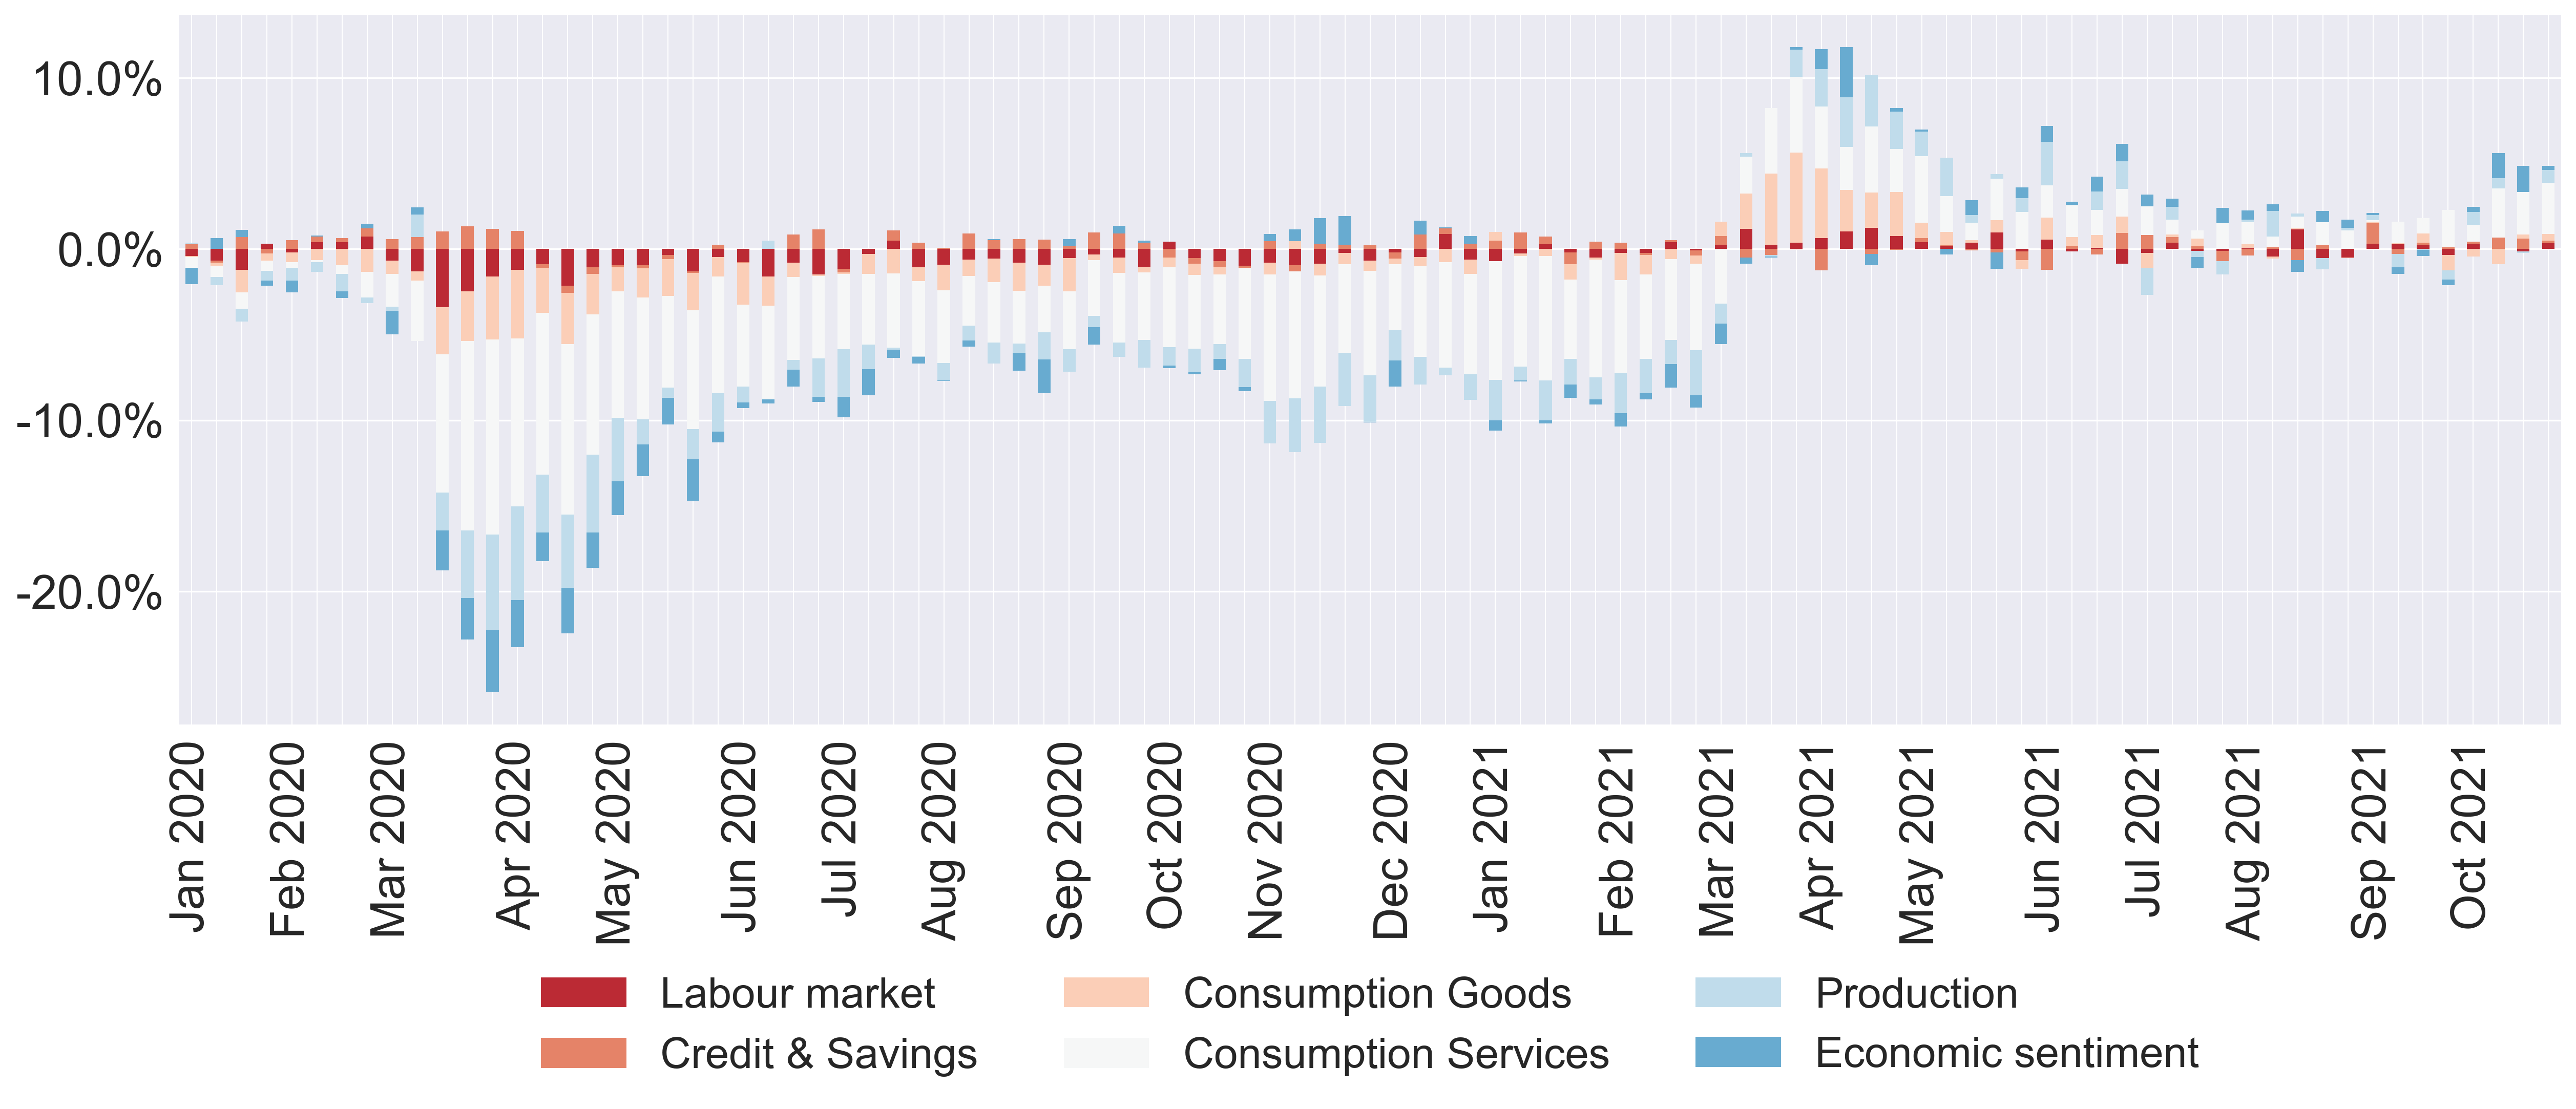 10.0%
0.0%
-10.0%
-20.0%
Jan 2020
Feb 2020
Mar 2020
Apr 2020
May 2020
Jun 2020
Jul 2020
Aug 2020
Sep 2020
Oct 2020
Nov 2020
Dec 2020
Jan 2021
Feb 2021
Mar 2021
Apr 2021
May 2021
Jun 2021
Jul 2021
Aug 2021
Sep 2021
Oct 2021
Labour market
Credit & Savings
Consumption Goods
Consumption Services
Production
Economic sentiment